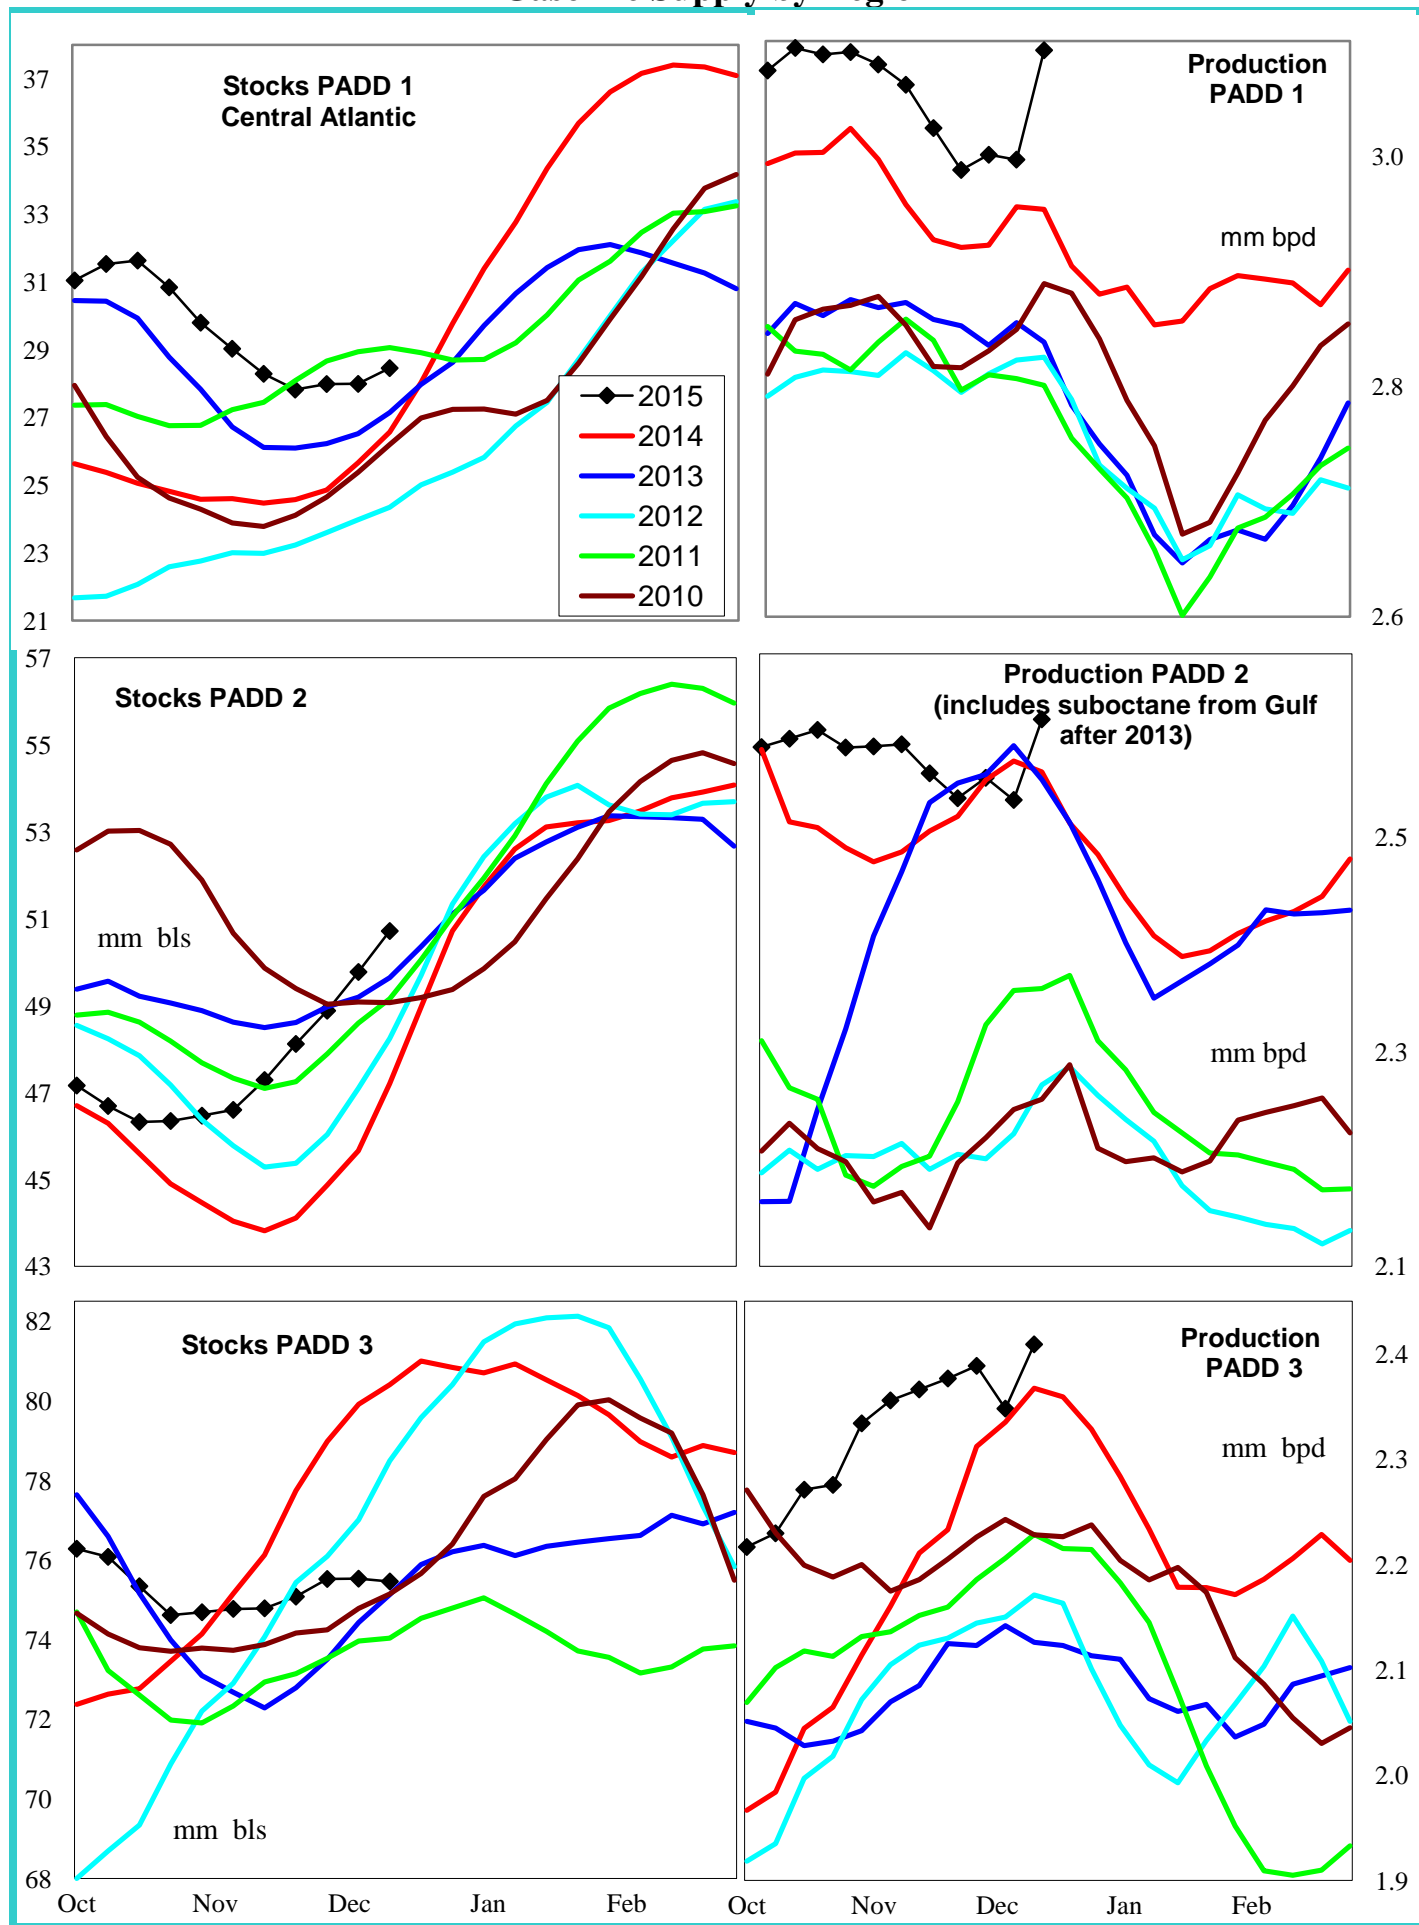 Stocks PADD 1
Central Atlantic
37
35
33
31
29
27
25
23
21
2015
2014
2013
2012
2011
2010
Production
PADD 1
mm bpd
3.0
2.8
2.6
Stocks PADD 2
mm bls
57
55
53
51
49
47
45
43
Production PADD 2
(includes suboctane from Gulf
after 2013)
mm bpd
2.5
2.3
2.1
Stocks PADD 3
mm bls
82
80
78
76
74
72
70
68
Oct Nov Dec Jan Feb
Production
PADD 3
mm bpd
2.4
2.3
2.2
2.1
2.0
1.9
Oct Nov Dec Jan Feb